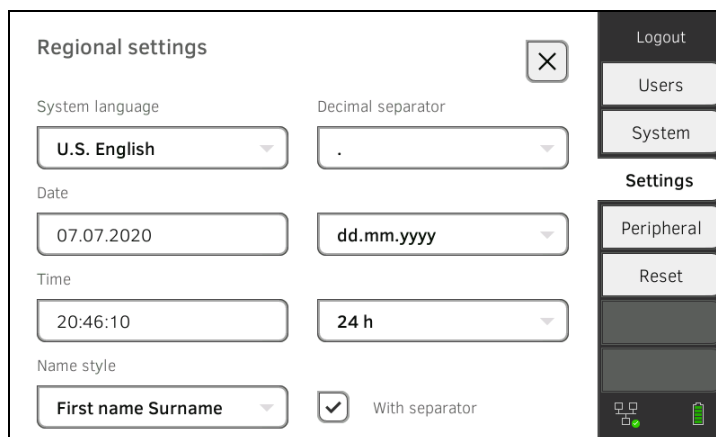 Regional settings
System language
Decimal separator
U.S. English
.
Date
07.07.2020
dd.mm.yyyy
Time
20:46:10
24 h
Name style
First name Surname
With separator
Logout
Users
System
Settings
Peripheral
Reset